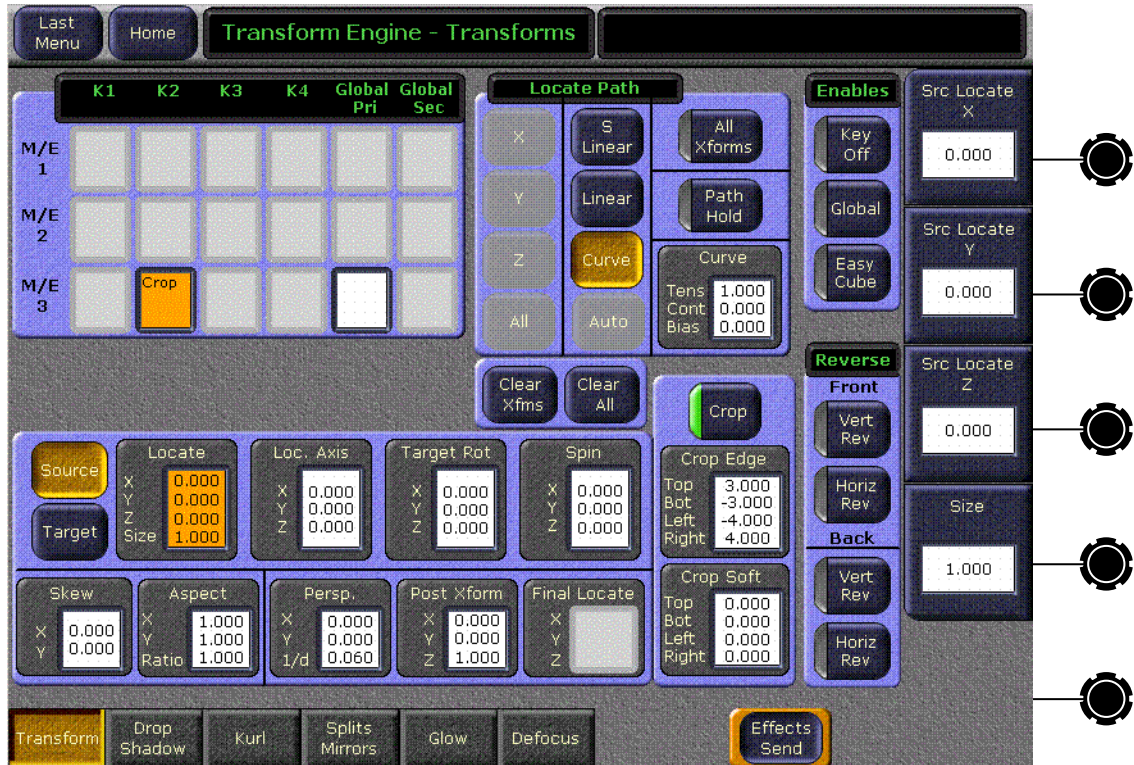 Last Menu
Home
Transform Engine - Transforms
K1 K2 K3 K4 Global Pri Global Sec
M/E 1
M/E 2
M/E 3
Crop
Locate Path
X
Y
Z
All
S Linear
Linear
Curve
Auto
All Xforms
Path Hold
Curve
Tens 1.000
Cont 0.000
Bias 0.000
Clear Xfms
Clear All
Enables
Key Off
Global
Easy Cube
Reverse
Front
Vert Rev
Horiz Rev
Back
Vert Rev
Horiz Rev
Src Locate X
0.000
Src Locate Y
0.000
Src Locate Z
0.000
Size
1.000
Crop
Crop Edge
Top 3.000
Bot -3.000
Left -4.000
Right 4.000
Crop Soft
Top 0.000
Bot 0.000
Left 0.000
Right 0.000
Source
Target
Locate
X 0.000
Y 0.000
Z 0.000
Size 1.000
Loc. Axis
X 0.000
Y 0.000
Z 0.000
Target Rot
X 0.000
Y 0.000
Z 0.000
Spin
X 0.000
Y 0.000
Z 0.000
Skew
X 0.000
Y 0.000
Aspect
X 1.000
Y 1.000
Ratio 1.000
Persp.
X 0.000
Y 0.000
1/d 0.060
Post Xform
X 0.000
Y 0.000
Z 1.000
Final Locate
X
Y
Z
Transform
Drop Shadow
Kurl
Splits Mirrors
Glow
Defocus
Effects Send